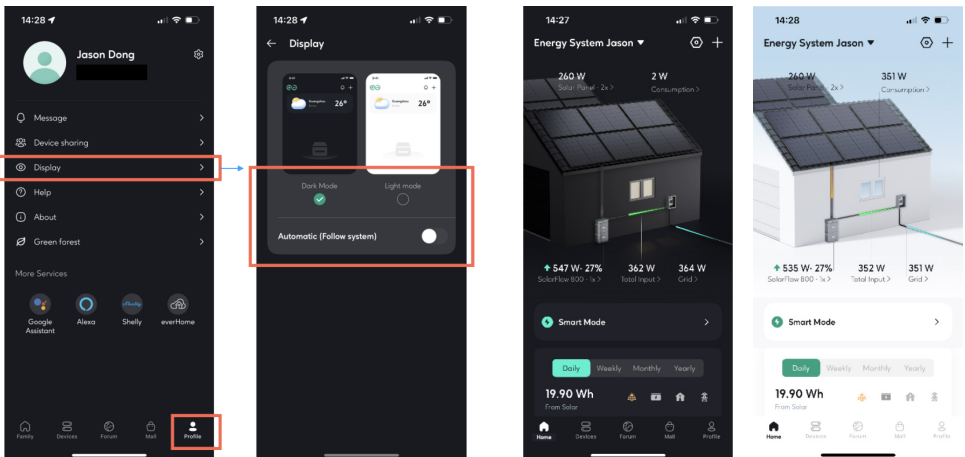 14:28
Jason Dong
Message
Device sharing
Display
Help
About
Green forest
More Services
Google Assistant
Alexa
Shelly
everHome
Family
Devices
Forum
Mall
Profile
14:28
Display
26°
26°
Dark Mode
Light mode
Automatic (Follow system)
14:27
Energy System Jason
260 W
Solar Panel · 2x >
2 W
Consumption >
547 W· 27%
SolarFlow 800 · 1x >
362 W
Total Input >
364 W
Grid >
Smart Mode
Daily Weekly Monthly Yearly
19.90 Wh
From Solar
Home
Devices
Forum
Mall
Profile
14:28
Energy System Jason
260 W
Solar Panel · 2x >
351 W
Consumption >
535 W· 27%
SolarFlow 800 · 1x >
352 W
Total Input >
351 W
Grid >
Smart Mode
Daily Weekly Monthly Yearly
19.90 Wh
From Solar
Home
Devices
Forum
Mall
Profile